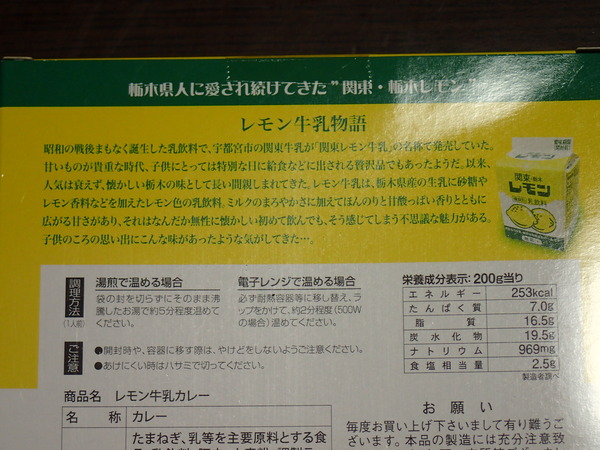 栃木県人に愛され続けてきた"関東・栃木レモン"
レモン牛乳物語
昭和の戦後まもなく誕生した乳飲料で、宇都宮市の関東牛乳が「関東レモン牛乳」の名称で発売していた。
甘いものが貴重な時代、子供にとっては特別な日に給食などに出される贅沢品でもあったようだ。以来、
人気は衰えず、懐かしい栃木の味として長い間親しまれてきた。レモン牛乳は、栃木県産の生乳に砂糖や
レモン香料などを加えたレモン色の乳飲料。ミルクのまろやかさに加えてほんのりと甘酸っぱい香りとともに
広がる甘さがあり、それはなんだか無性に懐かしい初めて飲んでも、そう感じてしまう不思議な魅力がある。
子供のころの思い出にこんな味があったような気がしてきた…。
関東・栃木
レモン
乳飲料
調理方法
(1人前)
湯煎で温める場合
袋の封を切らずにそのまま沸
騰したお湯で約5分程度温めて
ください。
電子レンジで温める場合
必ず耐熱容器等に移し替え、ラ
ップをかけて、約2分程度(500W
の場合)温めてください。
ご注意
●開封時や、容器に移す際は、やけどをしないようご注意ください。
●あけにくい時はハサミで切ってください。
栄養成分表示:200g当り
エネルギー 253kcal
たんぱく質 7.0g
脂質 16.5g
炭水化物 19.5g
ナトリウム 969mg
食塩相当量 2.5g
製造者調べ
商品名 レモン牛乳カレー
名称 カレー
たまねぎ、乳等を主要原料とする食
お願い
毎度お買い上げ下さいまして有り難うご
ざいます。本品の製造には充分注意致